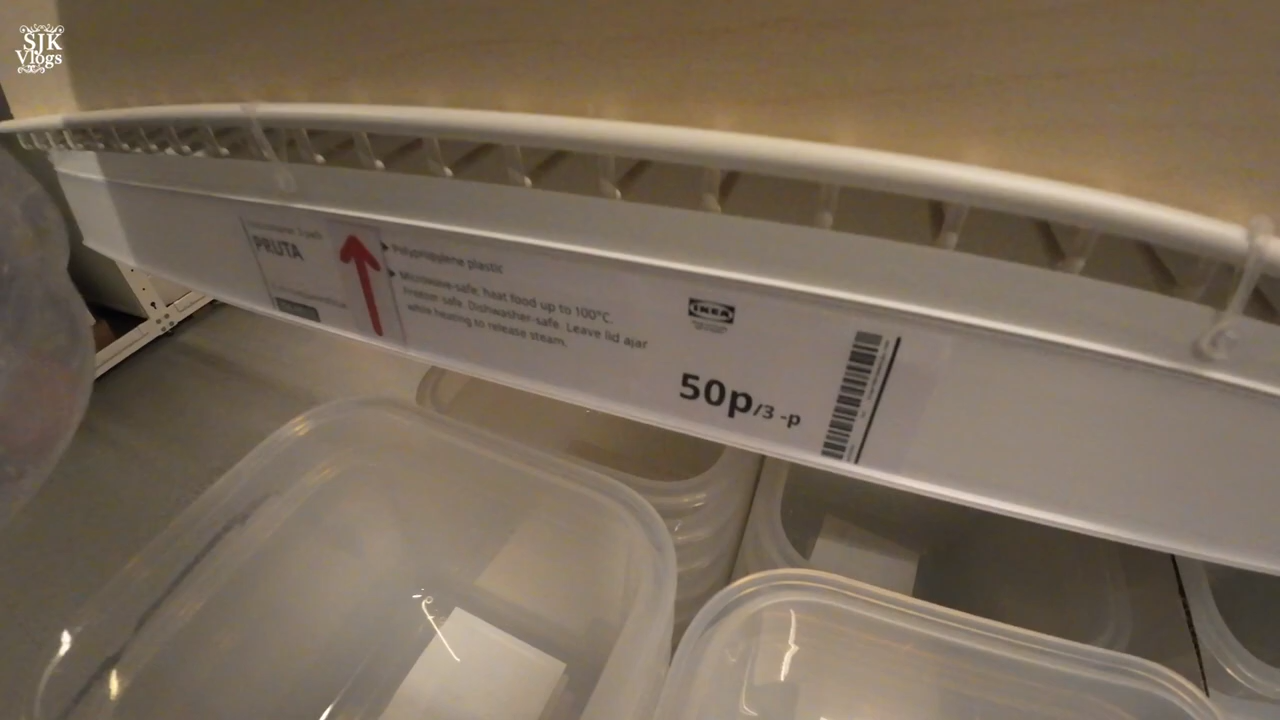 SJK
Vlogs
PRUTA
Polypropylene plastic
Microwave-safe; heat food up to 100°C.
Freezer safe. Dishwasher-safe. Leave lid ajar
while heating to release steam.
IKEA
50p/3 -p